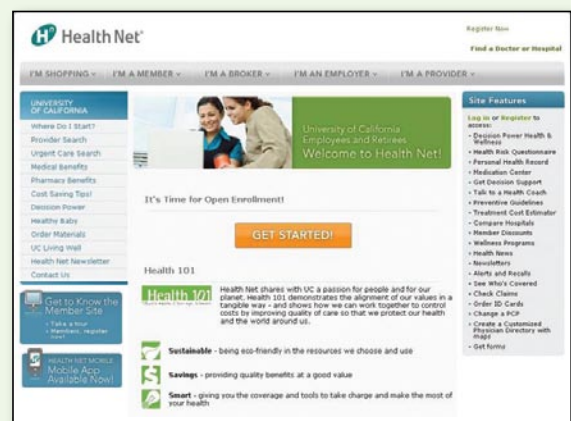 Health Net
Register Now
Find a Doctor or Hospital
I'M SHOPPING
I'M A MEMBER
I'M A BROKER
I'M AN EMPLOYER
I'M A PROVIDER
UNIVERSITY
OF CALIFORNIA
Where Do I Start?
Provider Search
Urgent Care Search
Medical Benefits
Pharmacy Benefits
Cost Saving Tips!
Decision Power
Healthy Baby
Order Materials
UC Living Well
Health Net Newsletter
Contact Us
Get to Know the
Member Site
• Take a tour
• Members, register
now!
HEALTH NET MOBILE
Mobile App
Available Now!
University of California
Employees and Retirees
Welcome to Health Net!
It's Time for Open Enrollment!
GET STARTED!
Health 101
Health 101
Health Net shares with UC a passion for people and for our
planet. Health 101 demonstrates the alignment of our values in a
tangible way - and shows how we can work together to control
costs by improving quality of care so that we protect our health
and the world around us.
Sustainable - being eco-friendly in the resources we choose and use
$
Savings - providing quality benefits at a good value
Smart - giving you the coverage and tools to take charge and make the most of
your health
Site Features
Log in or Register to
access:
• Decision Power Health &
Wellness
• Health Risk Questionnaire
• Personal Health Record
• Medication Center
• Get Decision Support
• Talk to a Health Coach
• Preventive Guidelines
• Treatment Cost Estimator
• Compare Hospitals
• Member Discounts
• Wellness Programs
• Health News
• Newsletters
• Alerts and Recalls
• See Who's Covered
• Check Claims
• Order ID Cards
• Change a PCP
• Create a Customized
Physician Directory with
maps
• Get forms